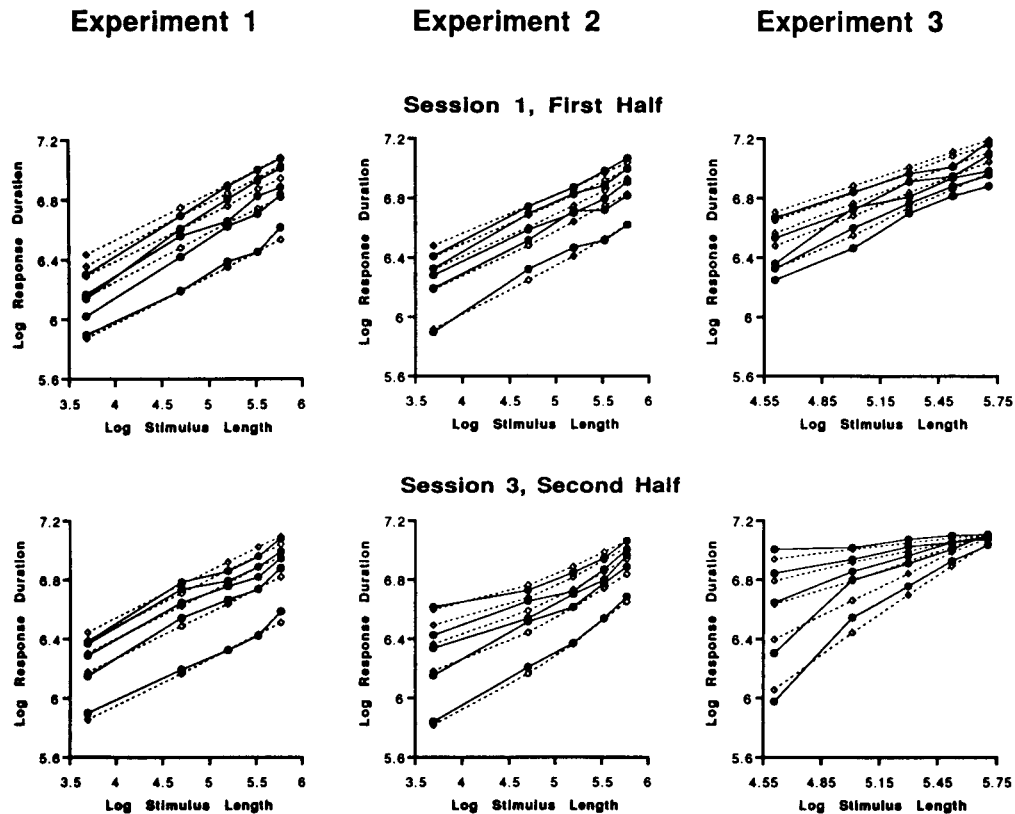 Experiment 1 Experiment 2 Experiment 3
Session 1, First Half
7.2 7.2 7.2
6.8 6.8 6.8
6.4 6.4 6.4
6 6 6
5.6 5.6 5.6
Log Response Duration Log Response Duration Log Response Duration
3.5 4 4.5 5 5.5 6 3.5 4 4.5 5 5.5 6 4.55 4.85 5.15 5.45 5.75
Log Stimulus Length Log Stimulus Length Log Stimulus Length
Session 3, Second Half
7.2 7.2 7.2
6.8 6.8 6.8
6.4 6.4 6.4
6 6 6
5.6 5.6 5.6
Log Response Duration Log Response Duration Log Response Duration
3.5 4 4.5 5 5.5 6 3.5 4 4.5 5 5.5 6 4.55 4.85 5.15 5.45 5.75
Log Stimulus Length Log Stimulus Length Log Stimulus Length